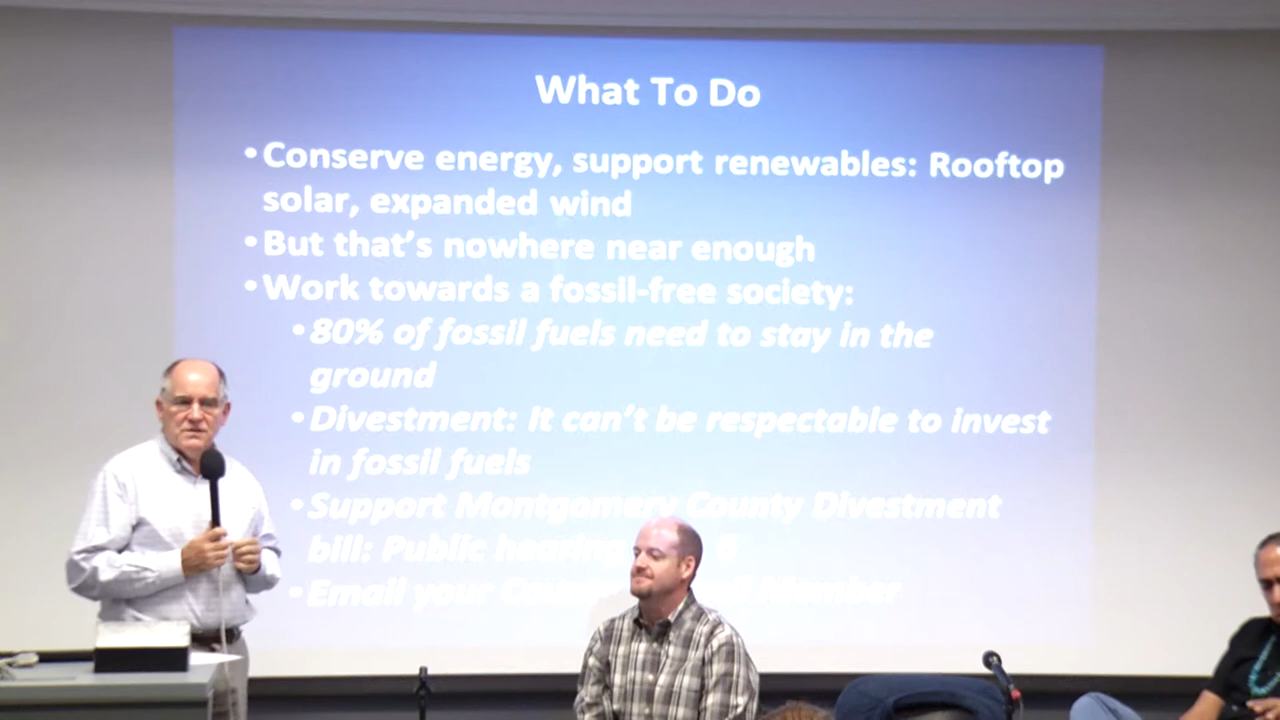 What To Do
•Conserve energy, support renewables: Rooftop
solar, expanded wind
•But that's nowhere near enough
•Work towards a fossil-free society:
•80% of fossil fuels need to stay in the
ground
•Divestment: It can't be respectable to invest
in fossil fuels
•Support Montgomery County Divestment
bill: Public hearing
•Email your Member